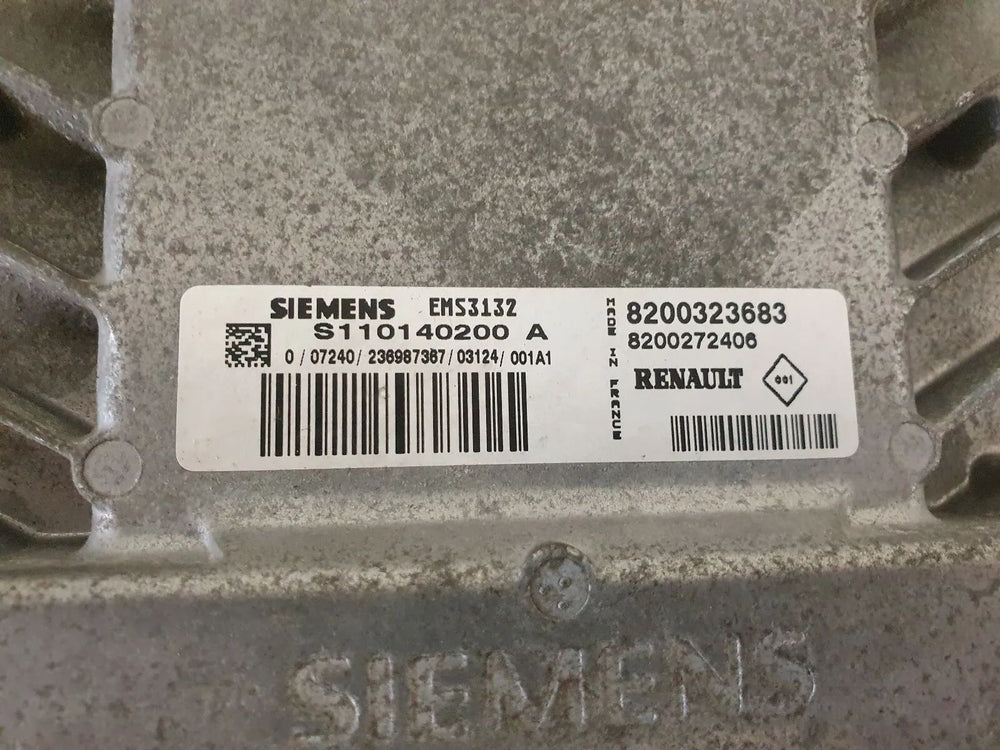 SIEMENS EMS3132
S110140200 A
0 / 07240 / 236987367 / 03124 / 001A1
MADE IN FRANCE
8200323683
8200272406
RENAULT 001
SIEMENS